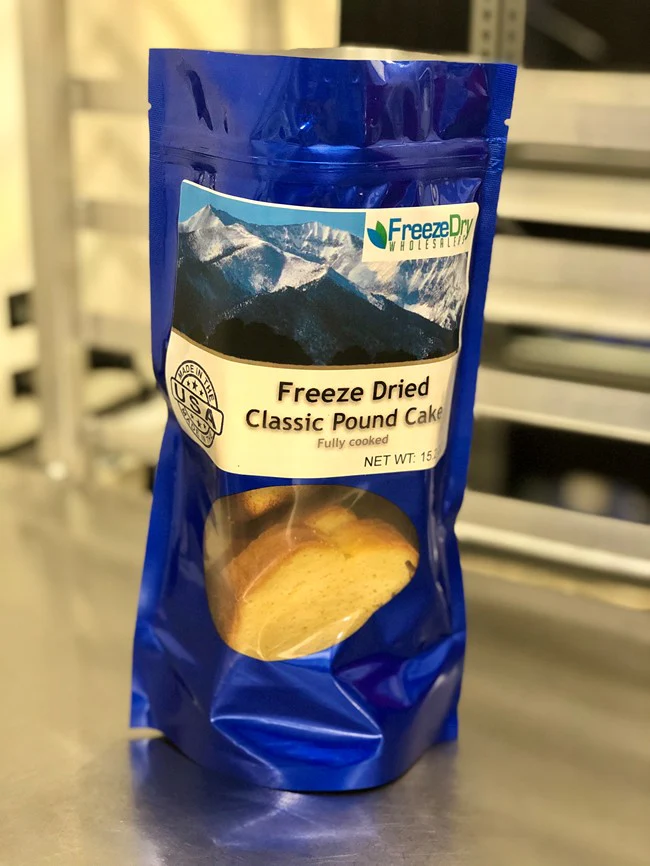 FreezeDry
WHOLESALERS
MADE IN THE
USA
Freeze Dried
Classic Pound Cake
Fully cooked
NET WT: 15